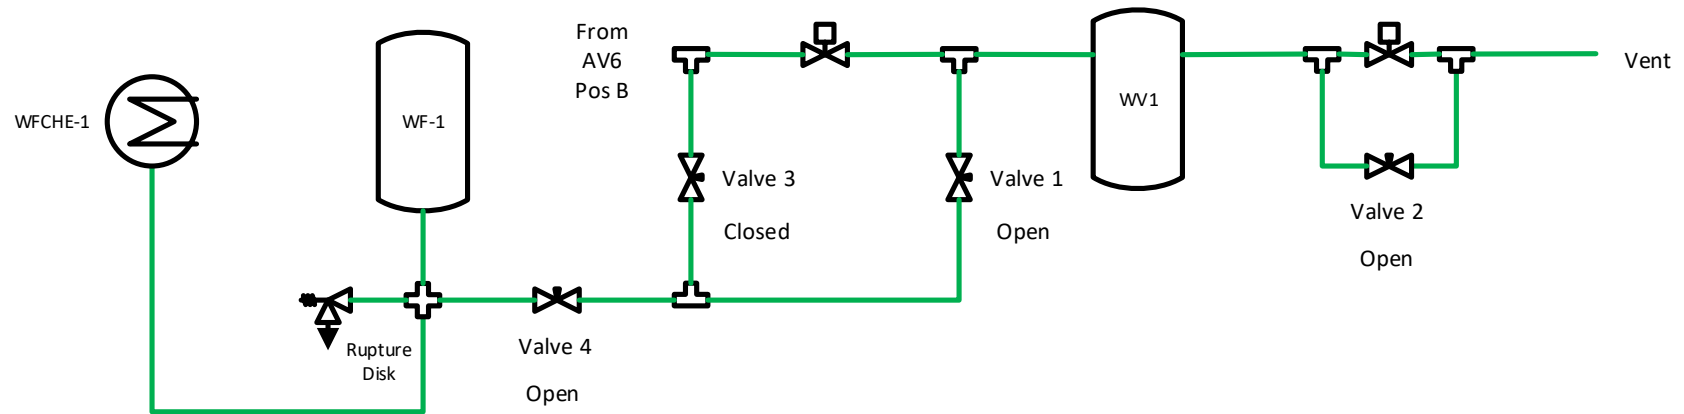 From
AV6
Pos B
Vent
WFCHE-1
WF-1
WV1
Valve 3
Closed
Valve 1
Open
Valve 2
Open
Rupture
Disk
Valve 4
Open